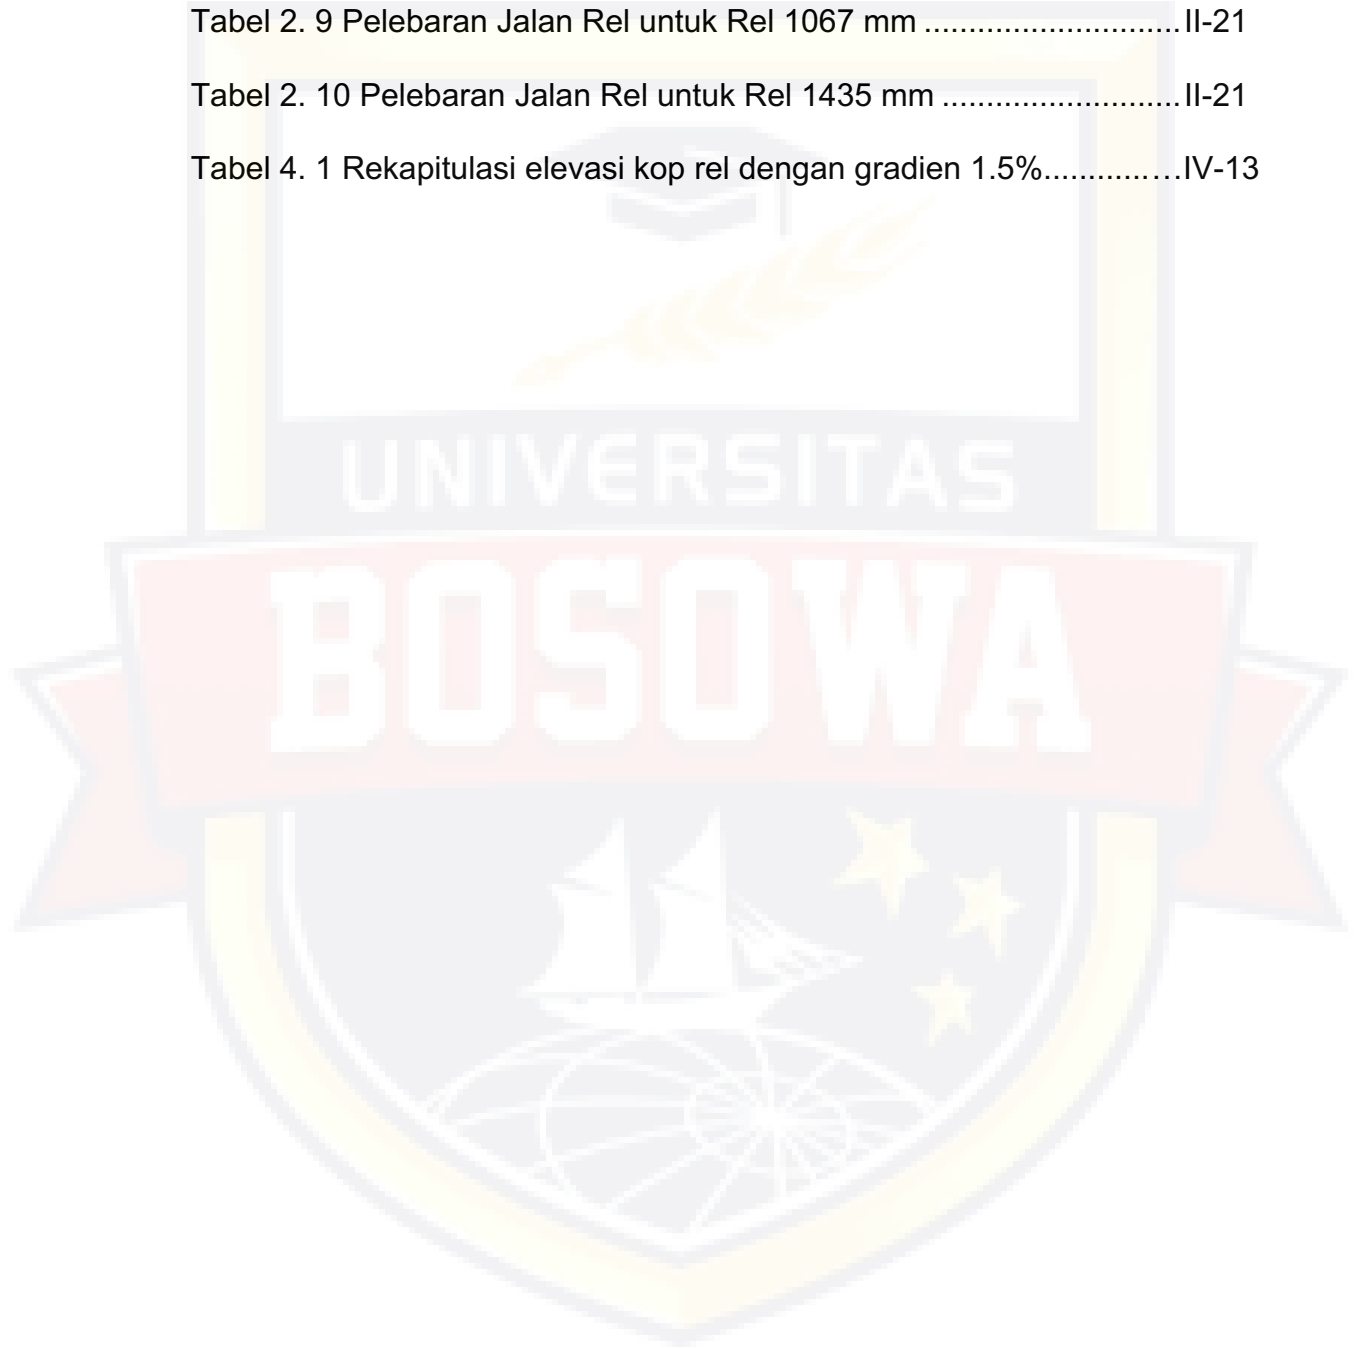 Tabel 2. 9 Pelebaran Jalan Rel untuk Rel 1067 mm .............................II-21
Tabel 2. 10 Pelebaran Jalan Rel untuk Rel 1435 mm ...........................II-21
Tabel 4. 1 Rekapitulasi elevasi kop rel dengan gradien 1.5%...............IV-13
UNIVERSITAS
BOSOWA